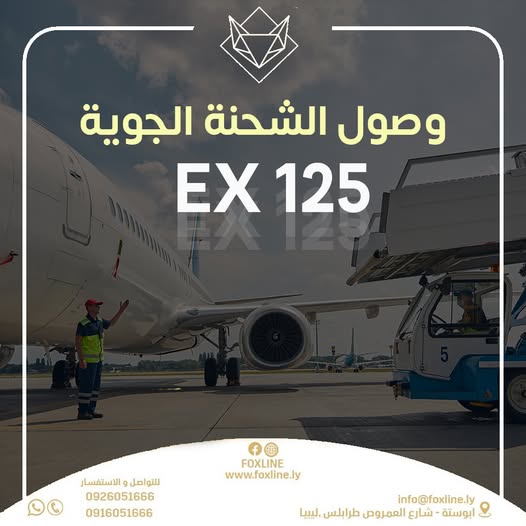 وصول الشحنة الجوية
EX 125
5
FOXLINE
www.foxline.ly
للتواصل و الاستفسار
0926051666
0916051666
info@foxline.ly
ابوستة - شارع العمروص طرابلس ,ليبيا